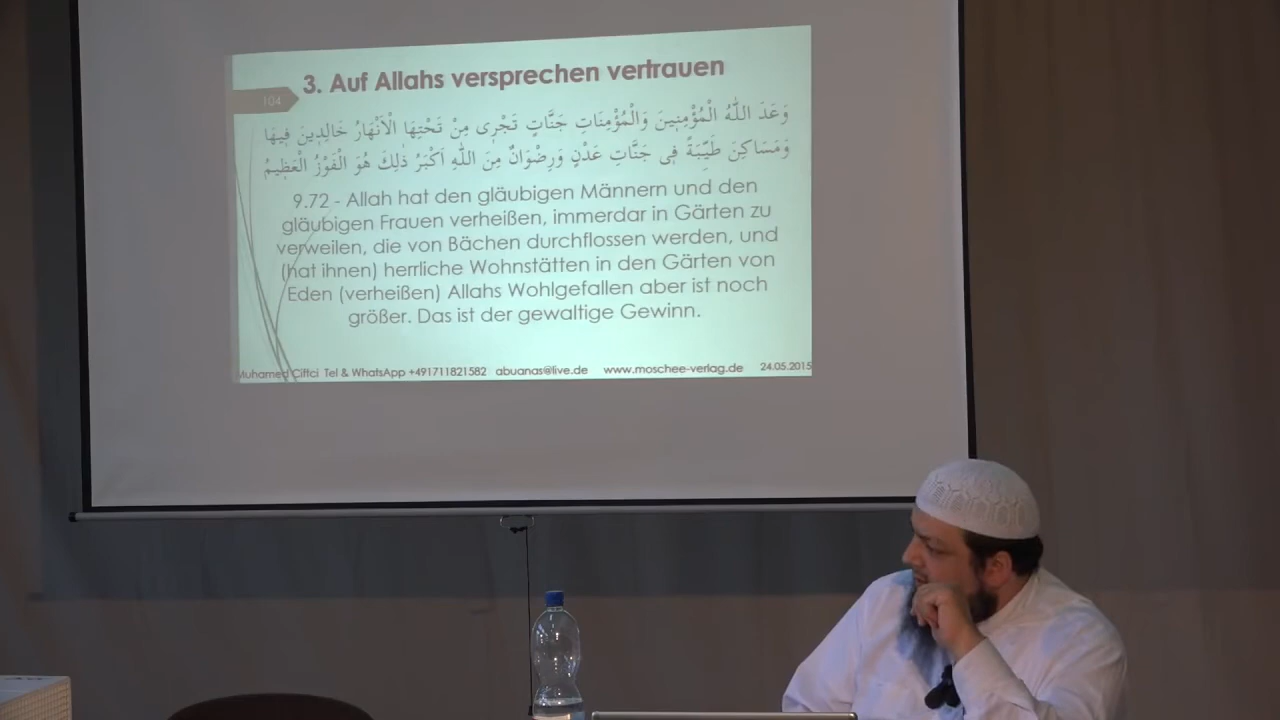 3. Auf Allahs versprechen vertrauen
104
وَعَدَ اللّٰهُ الْمُؤْمِنِينَ وَالْمُؤْمِنَاتِ جَنَّاتٍ تَجْرِى مِنْ تَحْتِهَا الْاَنْهَارُ خَالِدِينَ فِيهَا
وَمَسَاكِنَ طَيِّبَةً فِى جَنَّاتِ عَدْنٍ وَرِضْوَانٌ مِنَ اللّٰهِ اَكْبَرُ ذٰلِكَ هُوَ الْفَوْزُ الْعَظِيمُ
9.72 - Allah hat den gläubigen Männern und den
gläubigen Frauen verheißen, immerdar in Gärten zu
verweilen, die von Bächen durchflossen werden, und
(hat ihnen) herrliche Wohnstätten in den Gärten von
Eden (verheißen) Allahs Wohlgefallen aber ist noch
größer. Das ist der gewaltige Gewinn.
Muhamed Ciftci Tel & WhatsApp +491711821582 abuanas@live.de www.moschee-verlag.de 24.05.2015